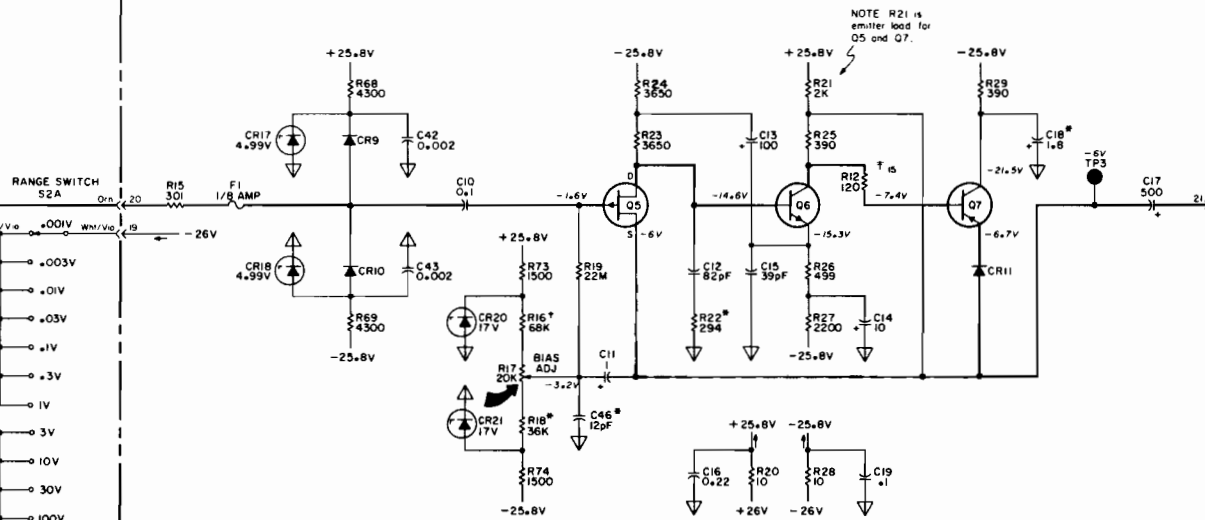 NOTE R21 is
emitter load for
Q5 and Q7.
+25.8V
R68
4300
CR17
4.99V
CR9
C42
0.002
RANGE SWITCH
S2A
Orn
20
R15
301
F1
1/8 AMP
C10
0.1
/Vio
.001V
Wht/Vio
19
-26V
.003V
.01V
.03V
.1V
.3V
1V
3V
10V
30V
100V
CR18
4.99V
CR10
C43
0.002
R69
4300
-25.8V
-25.8V
R24
3650
R23
3650
C13
+
100
-1.6V
D
Q5
S
-6V
+25.8V
R73
1500
R19
22M
CR20
17V
R16†
68K
R17
20K
BIAS
ADJ
-3.2V
C11
1
+
CR21
17V
R18*
36K
C46*
12pF
R74
1500
-25.8V
+25.8V
R21
2K
R25
390
R12
120
‡ 15
-14.6V
Q6
-15.3V
C12
82pF
R22*
294
C15
39pF
R26
499
R27
2200
C14
+
10
-25.8V
-25.8V
R29
390
C18*
+
1.8
-21.5V
-7.4V
Q7
-6.7V
CR11
-6V
TP3
C17
500
+
21.
+25.8V
-25.8V
C16
0.22
R20
10
R28
10
C19
.1
+26V
-26V